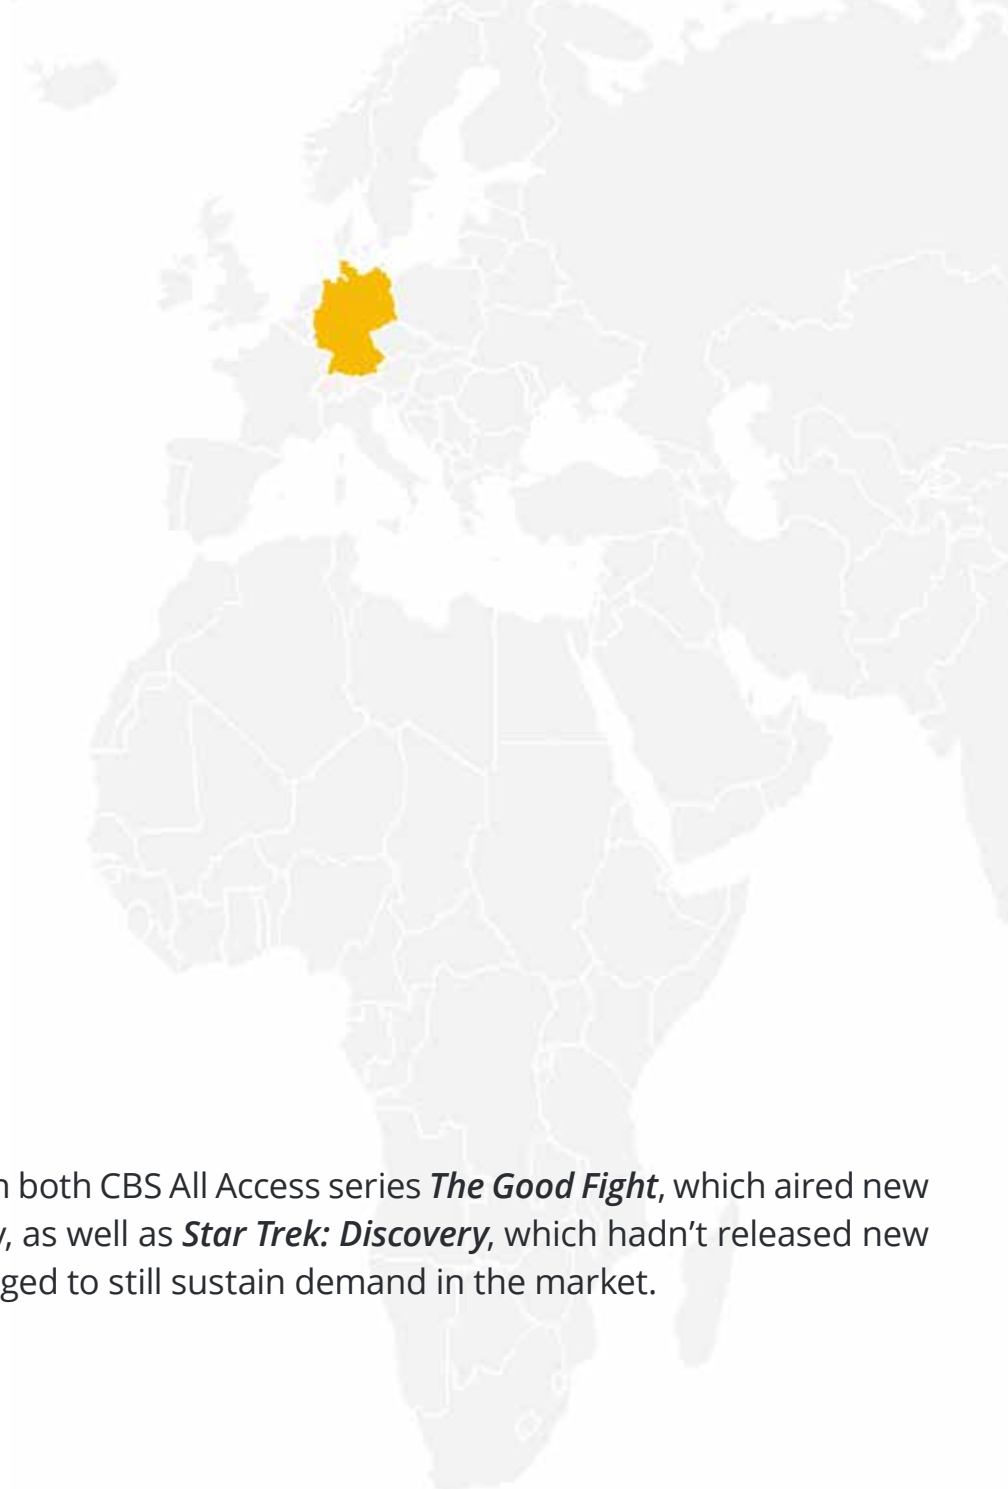 both CBS All Access series The Good Fight, which aired new
, as well as Star Trek: Discovery, which hadn’t released new
ged to still sustain demand in the market.